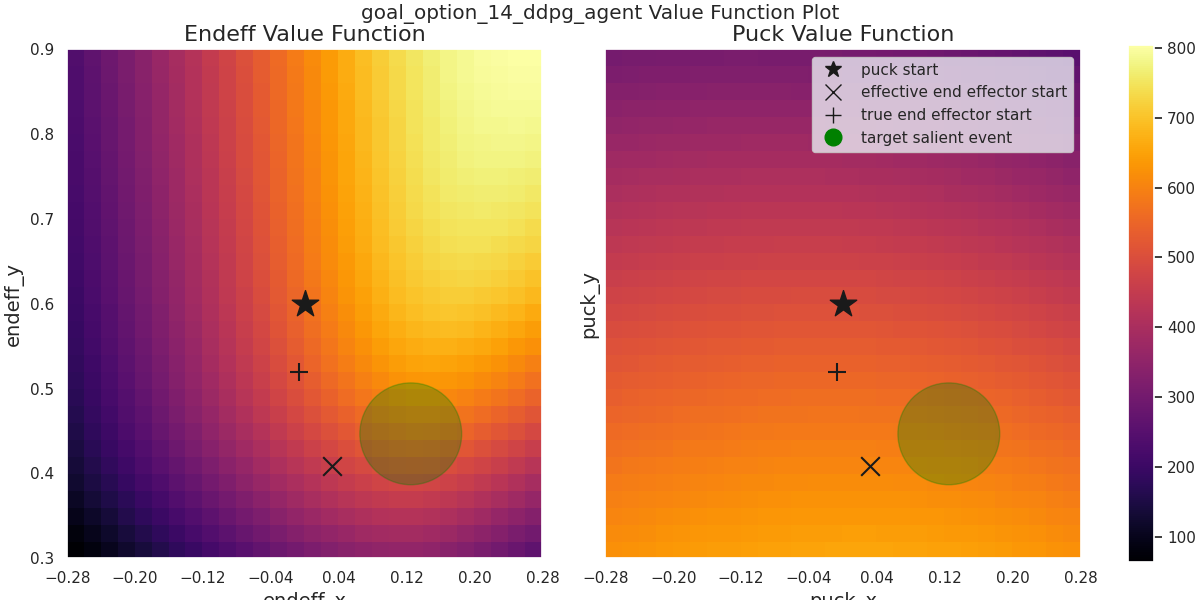 goal_option_14_ddpg_agent Value Function Plot
Endeff Value Function
Puck Value Function
puck start
effective end effector start
true end effector start
target salient event
endeff_y
0.9
0.8
0.7
0.6
0.5
0.4
0.3
−0.28 −0.20 −0.12 −0.04 0.04 0.12 0.20 0.28
endeff_x
puck_y
−0.28 −0.20 −0.12 −0.04 0.04 0.12 0.20 0.28
puck_x
800
700
600
500
400
300
200
100